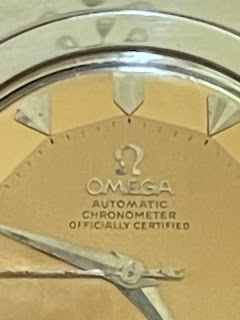 OMEGA
AUTOMATIC
CHRONOMETER
OFFICIALLY CERTIFIED